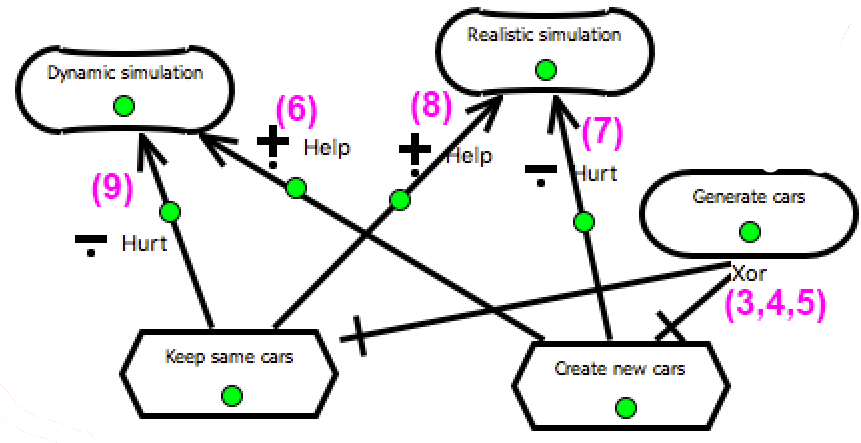 Realistic simulation
Dynamic simulation
(6)
(8)
Help
Help
(7)
Hurt
(9)
Hurt
Generate cars
Xor
(3,4,5)
Keep same cars
Create new cars